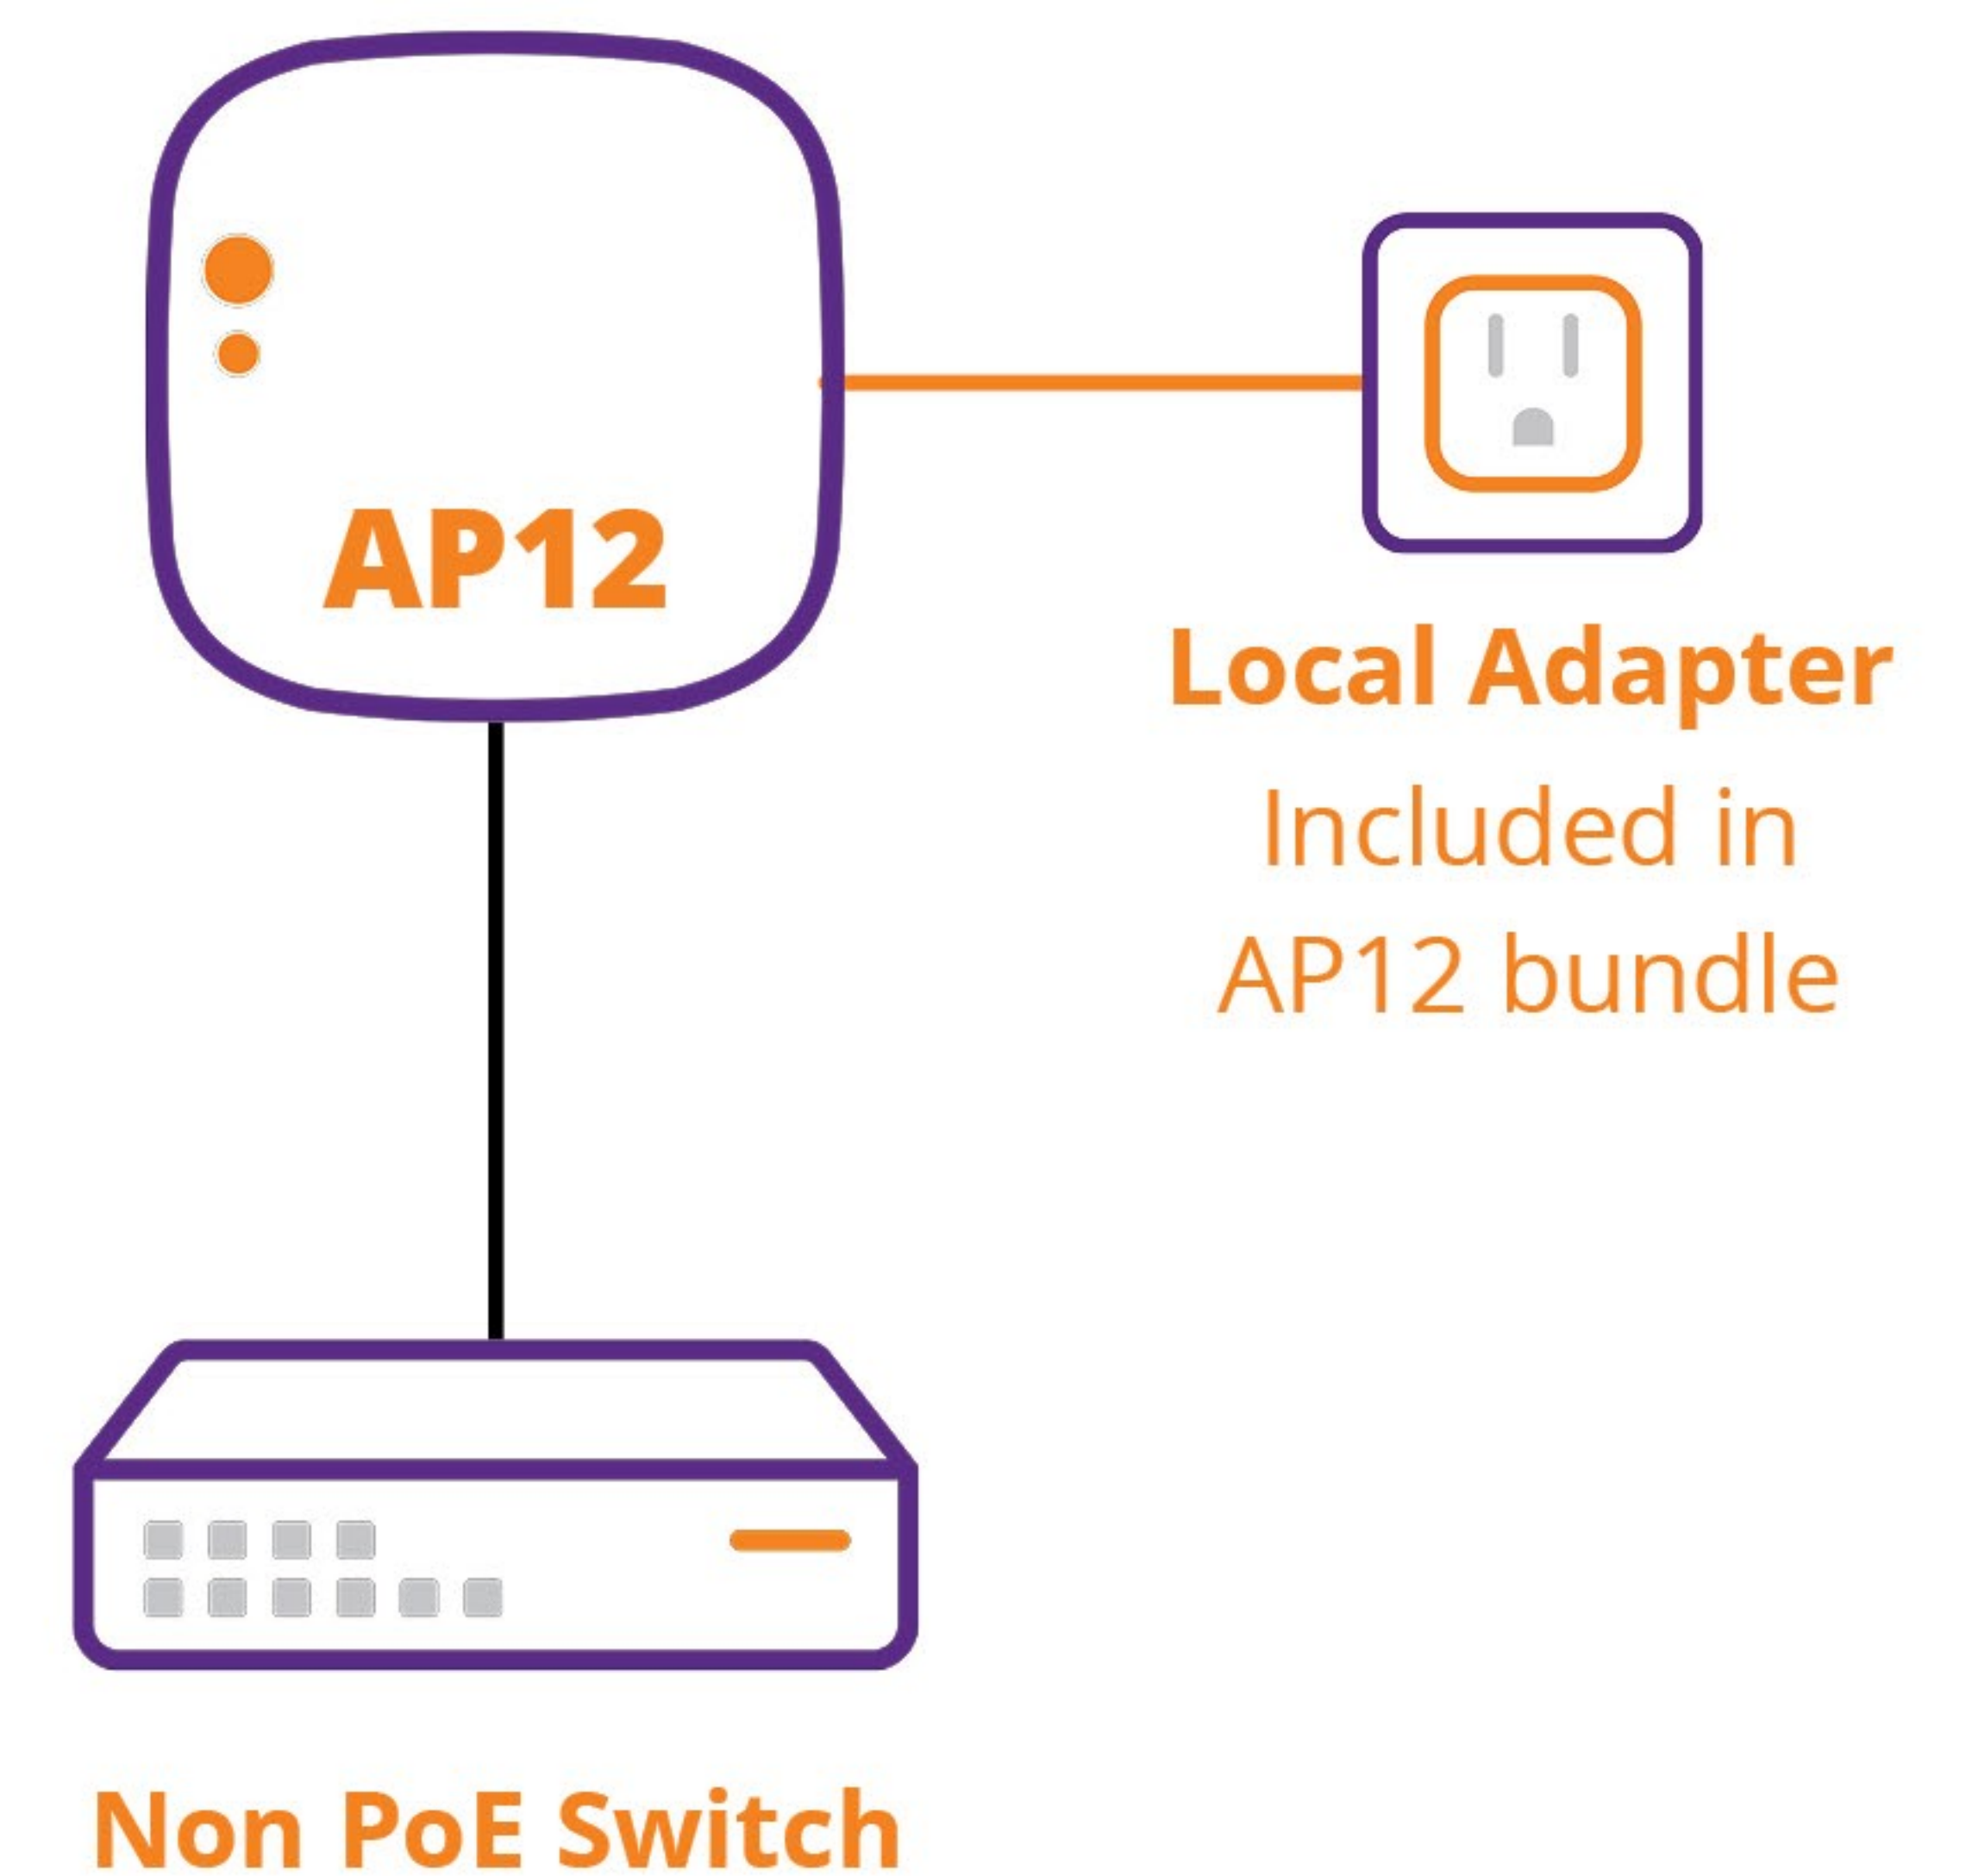 AP12
Local Adapter
Included in
AP12 bundle
Non PoE Switch